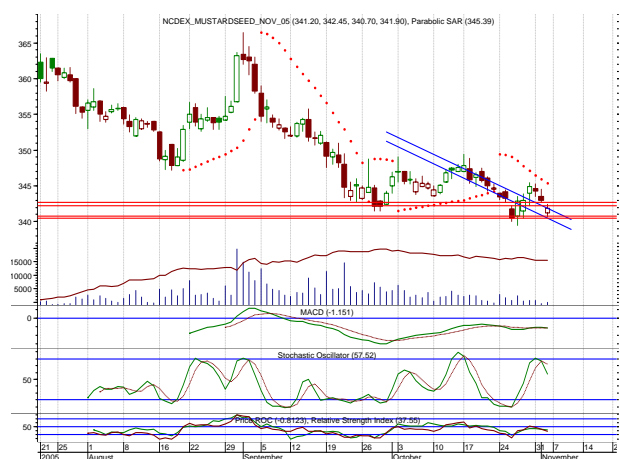 NCDEX_MUSTARDSEED_NOV_05 (341.20, 342.45, 340.70, 341.90), Parabolic SAR (345.39)
365
360
355
350
345
340
15000
10000
5000
MACD (-1.151)
0
Stochastic Oscillator (57.52)
50
Price ROC (-0.8123), Relative Strength Index (37.55)
50
21 25 1 8 16 22 29 5 12 19 26 3 10 17 24 31 7 14 2
2005 August September October November